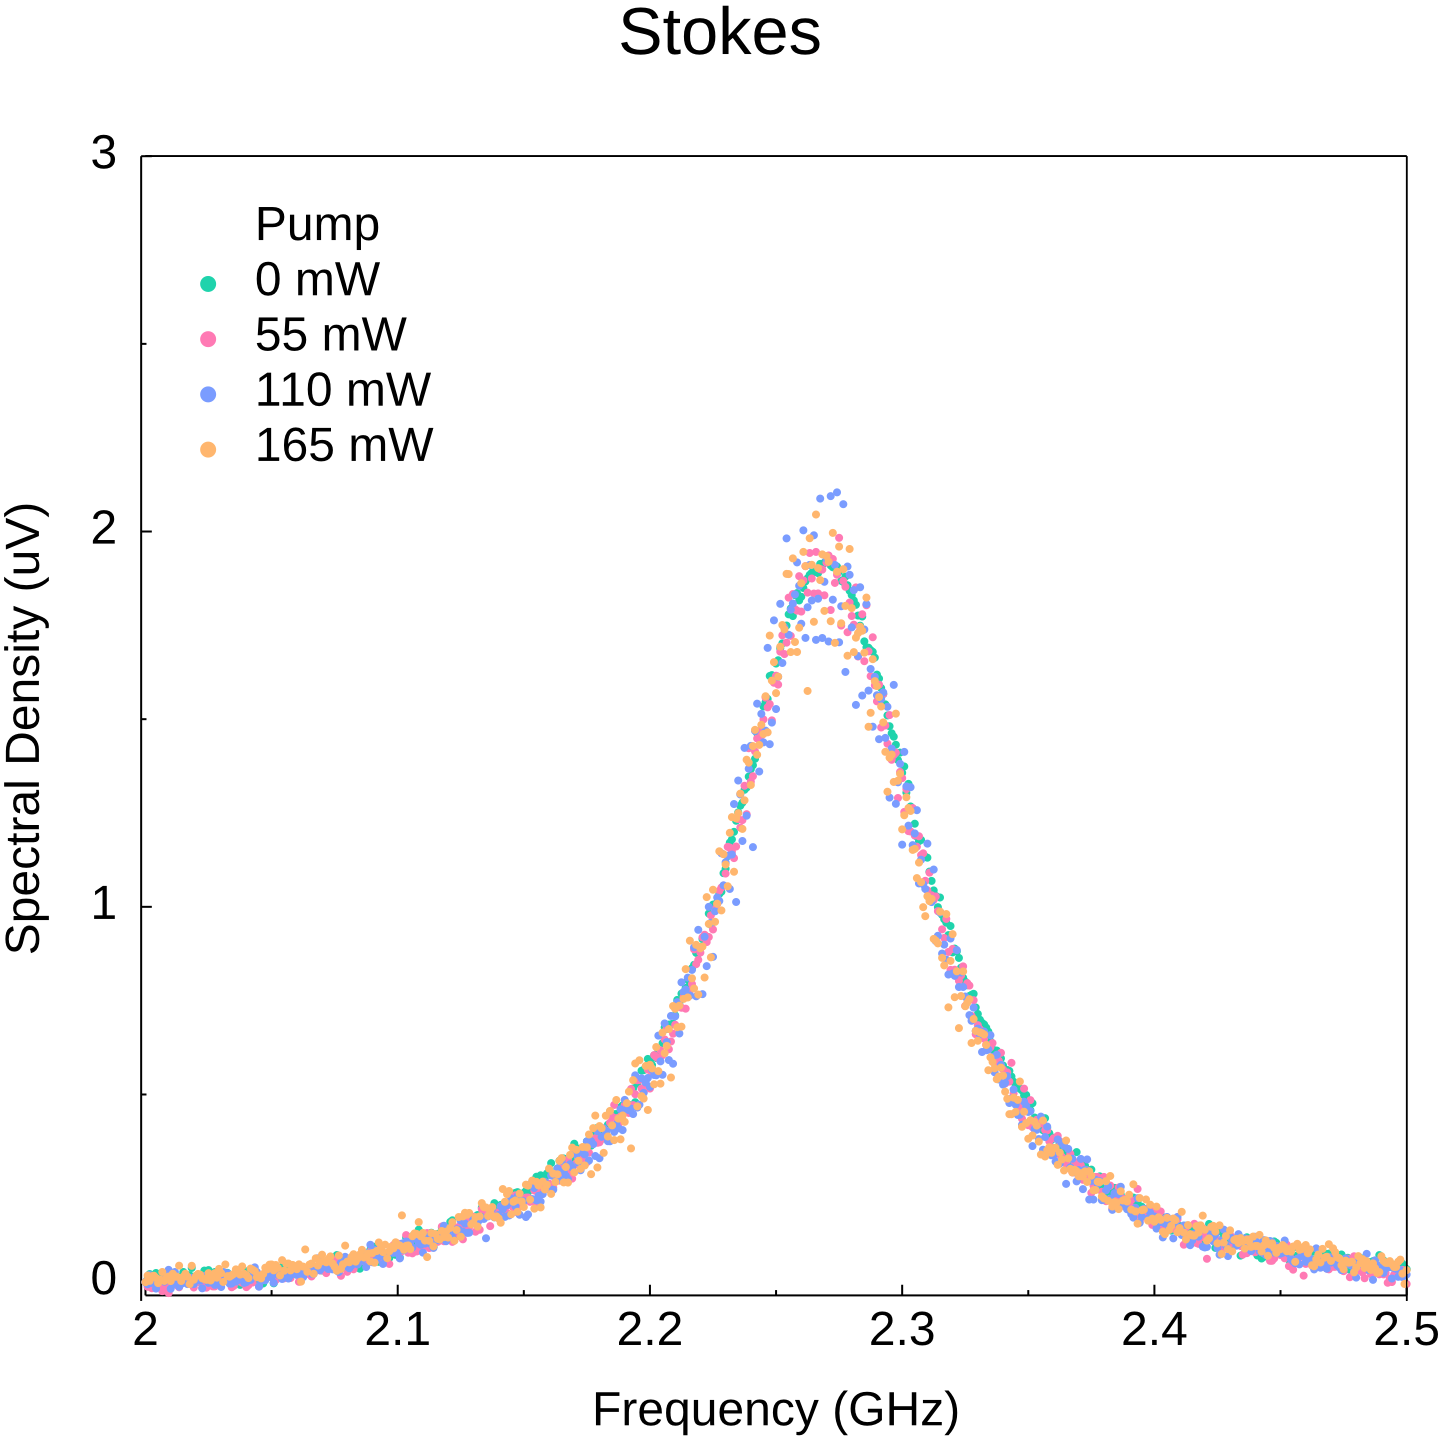 Stokes
3
Pump
0 mW
55 mW
110 mW
165 mW
2
1
0
Spectral Density (uV)
2 2.1 2.2 2.3 2.4 2.5
Frequency (GHz)